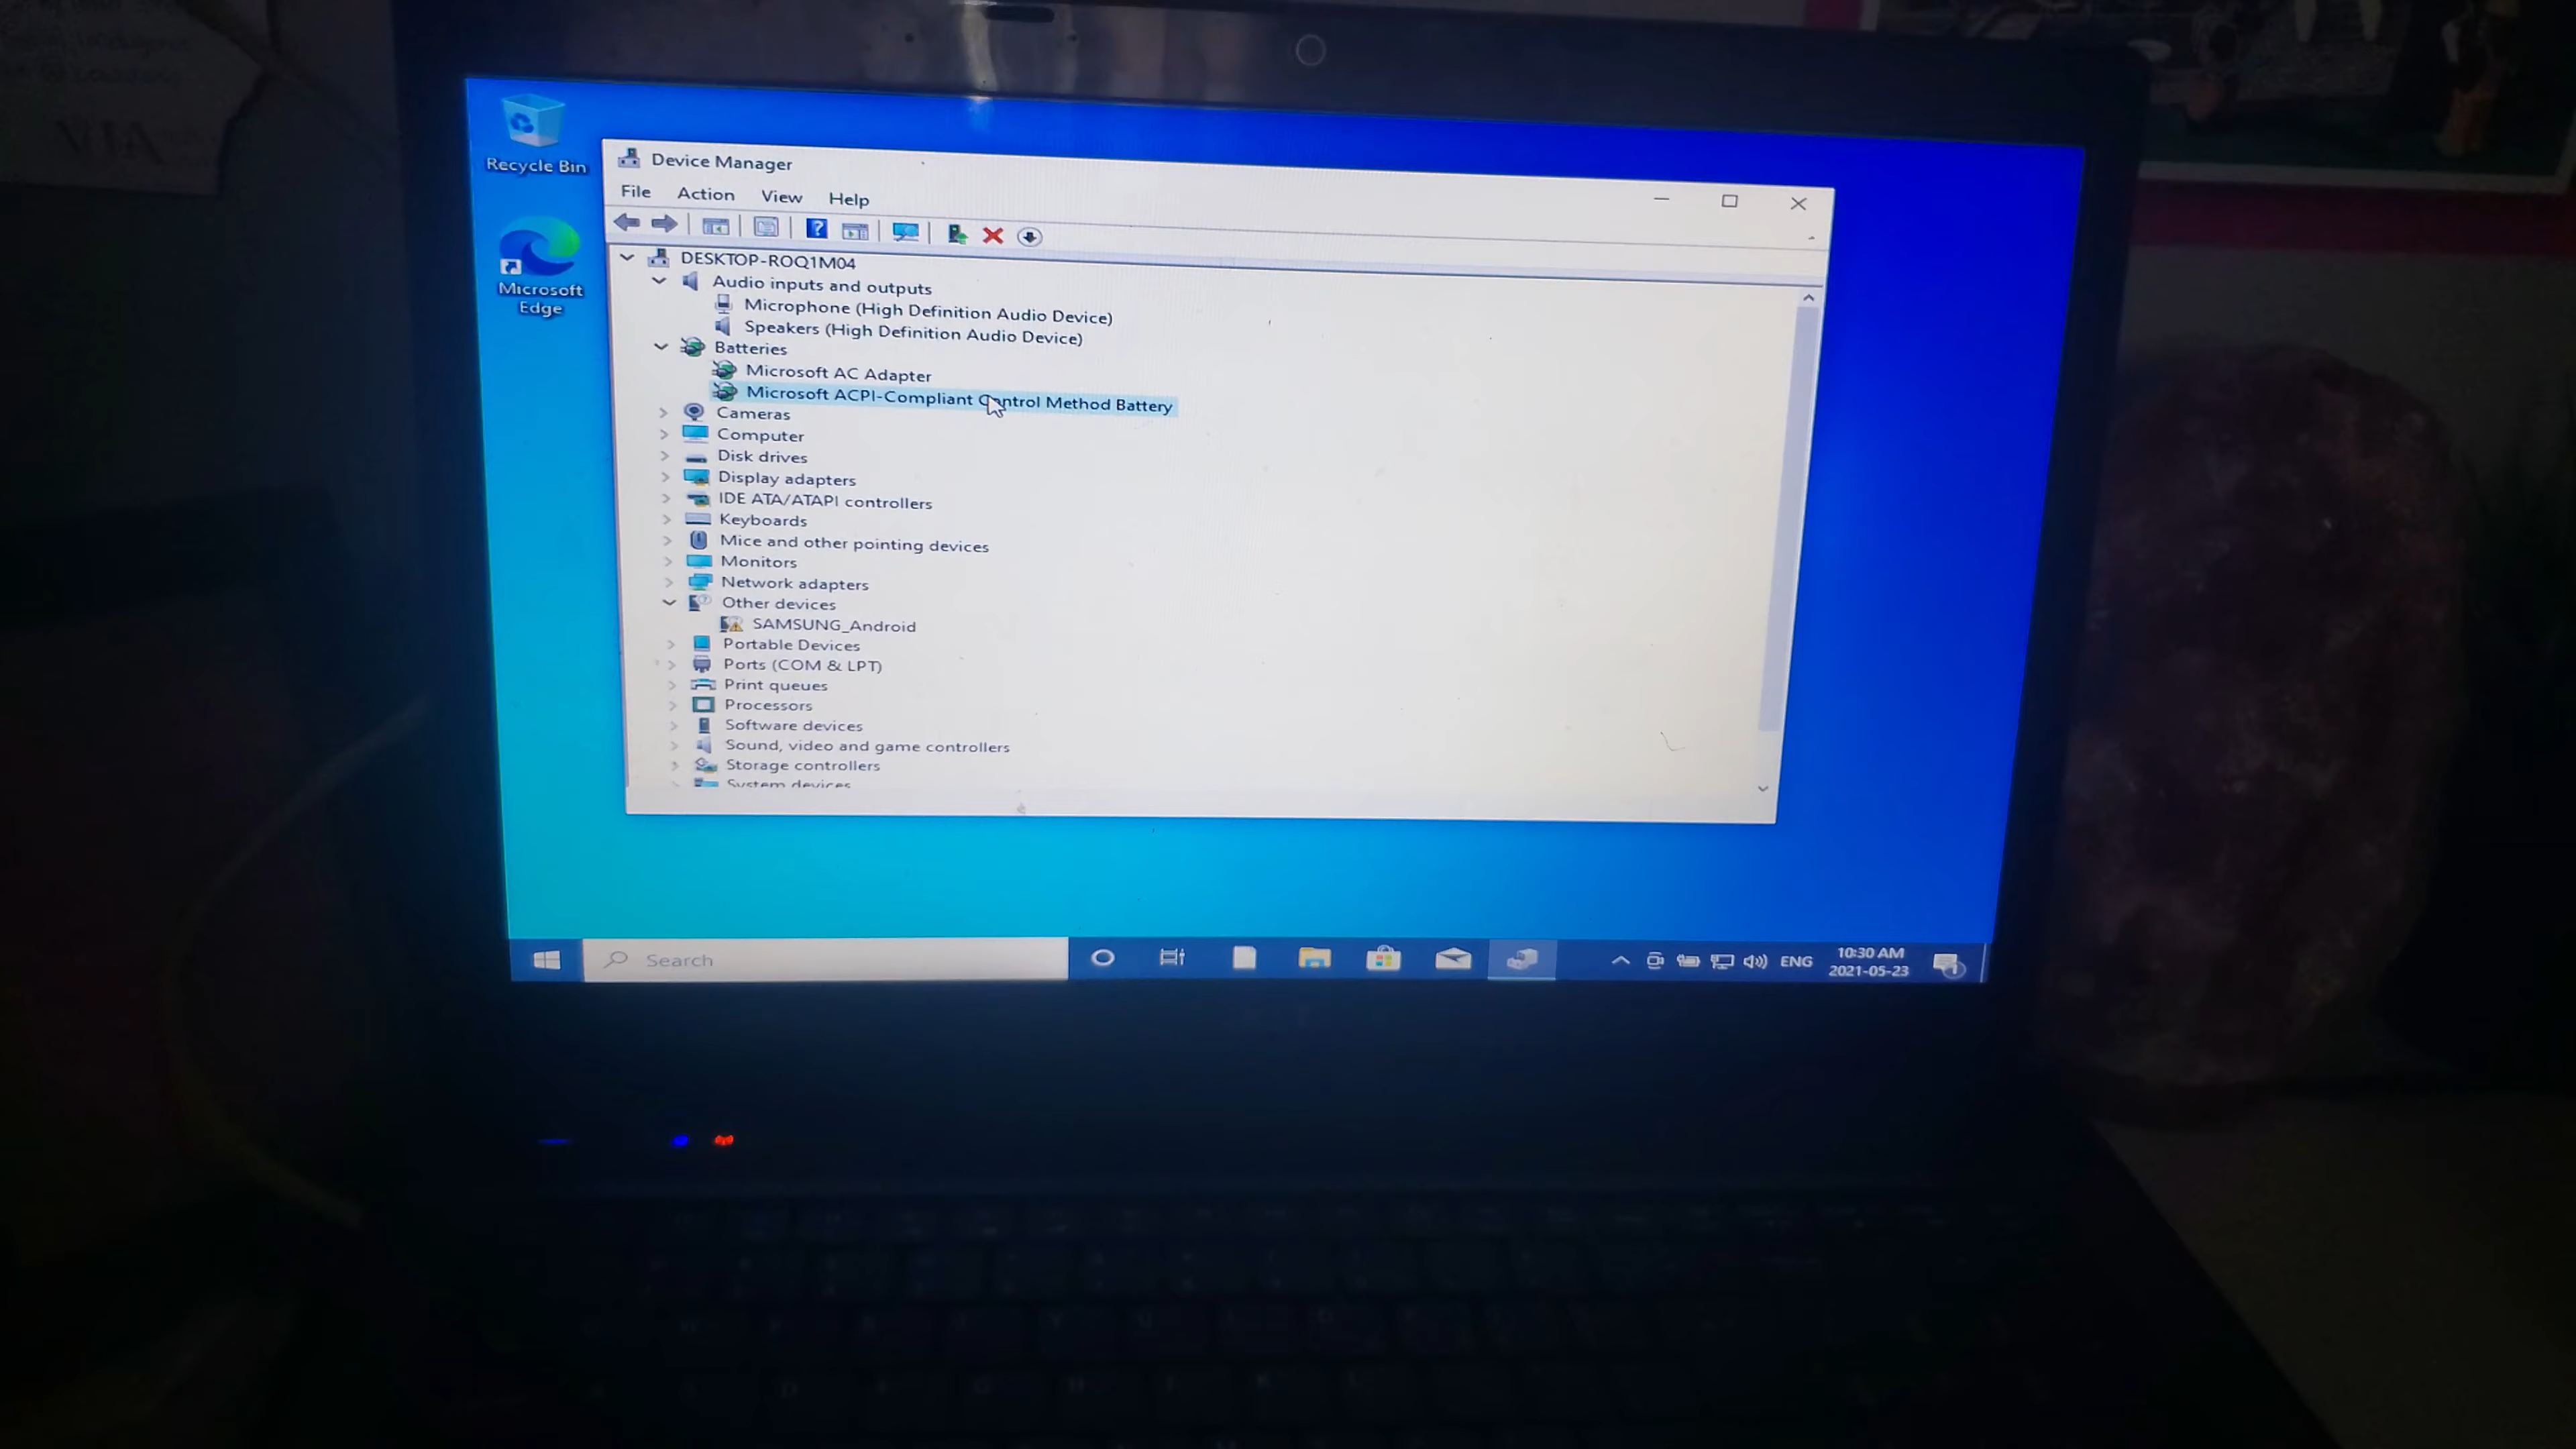 VIA
Recycle Bin
Microsoft
Edge
Device Manager
File Action View Help
DESKTOP-ROQ1M04
Audio inputs and outputs
Microphone (High Definition Audio Device)
Speakers (High Definition Audio Device)
Batteries
Microsoft AC Adapter
Microsoft ACPI-Compliant Control Method Battery
Cameras
Computer
Disk drives
Display adapters
IDE ATA/ATAPI controllers
Keyboards
Mice and other pointing devices
Monitors
Network adapters
Other devices
SAMSUNG_Android
Portable Devices
Ports (COM & LPT)
Print queues
Processors
Software devices
Sound, video and game controllers
Storage controllers
System devices
Search
ENG
10:30 AM
2021-05-23
1